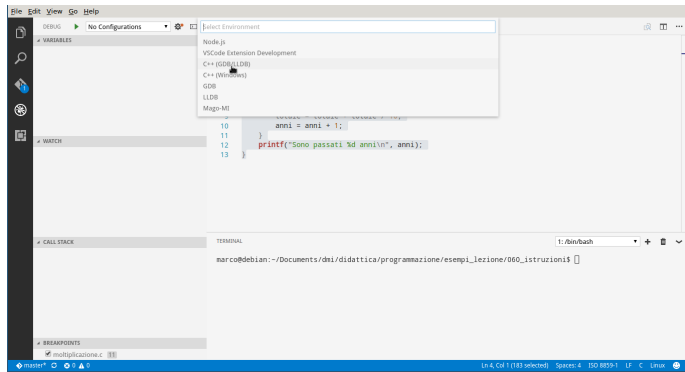 File Edit View Go Help
DEBUG No Configurations
Select Environment
Node.js
VSCode Extension Development
C++ (GDB/LLDB)
C++ (Windows)
GDB
LLDB
Mago-MI
VARIABLES
10 anni = anni + 1;
11 }
12 printf("Sono passati %d anni\n", anni);
13 }
WATCH
CALL STACK
TERMINAL
1: /bin/bash
marco@debian:~/Documents/dmi/didattica/programmazione/esempi_lezione/060_istruzioni$
BREAKPOINTS
moltiplicazione.c 11
master* 0 0 Ln 4, Col 1 (183 selected) Spaces: 4 ISO 8859-1 LF C Linux